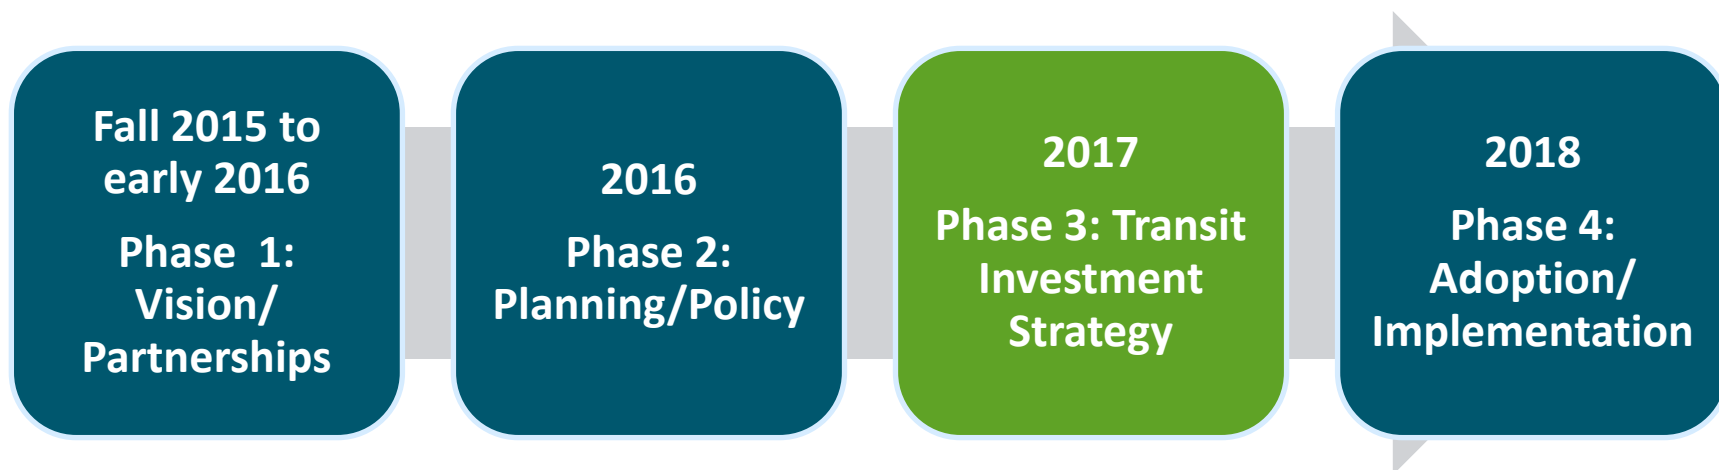 Fall 2015 to
early 2016
Phase 1:
Vision/
Partnerships
2016
Phase 2:
Planning/Policy
2017
Phase 3: Transit
Investment
Strategy
2018
Phase 4:
Adoption/
Implementation